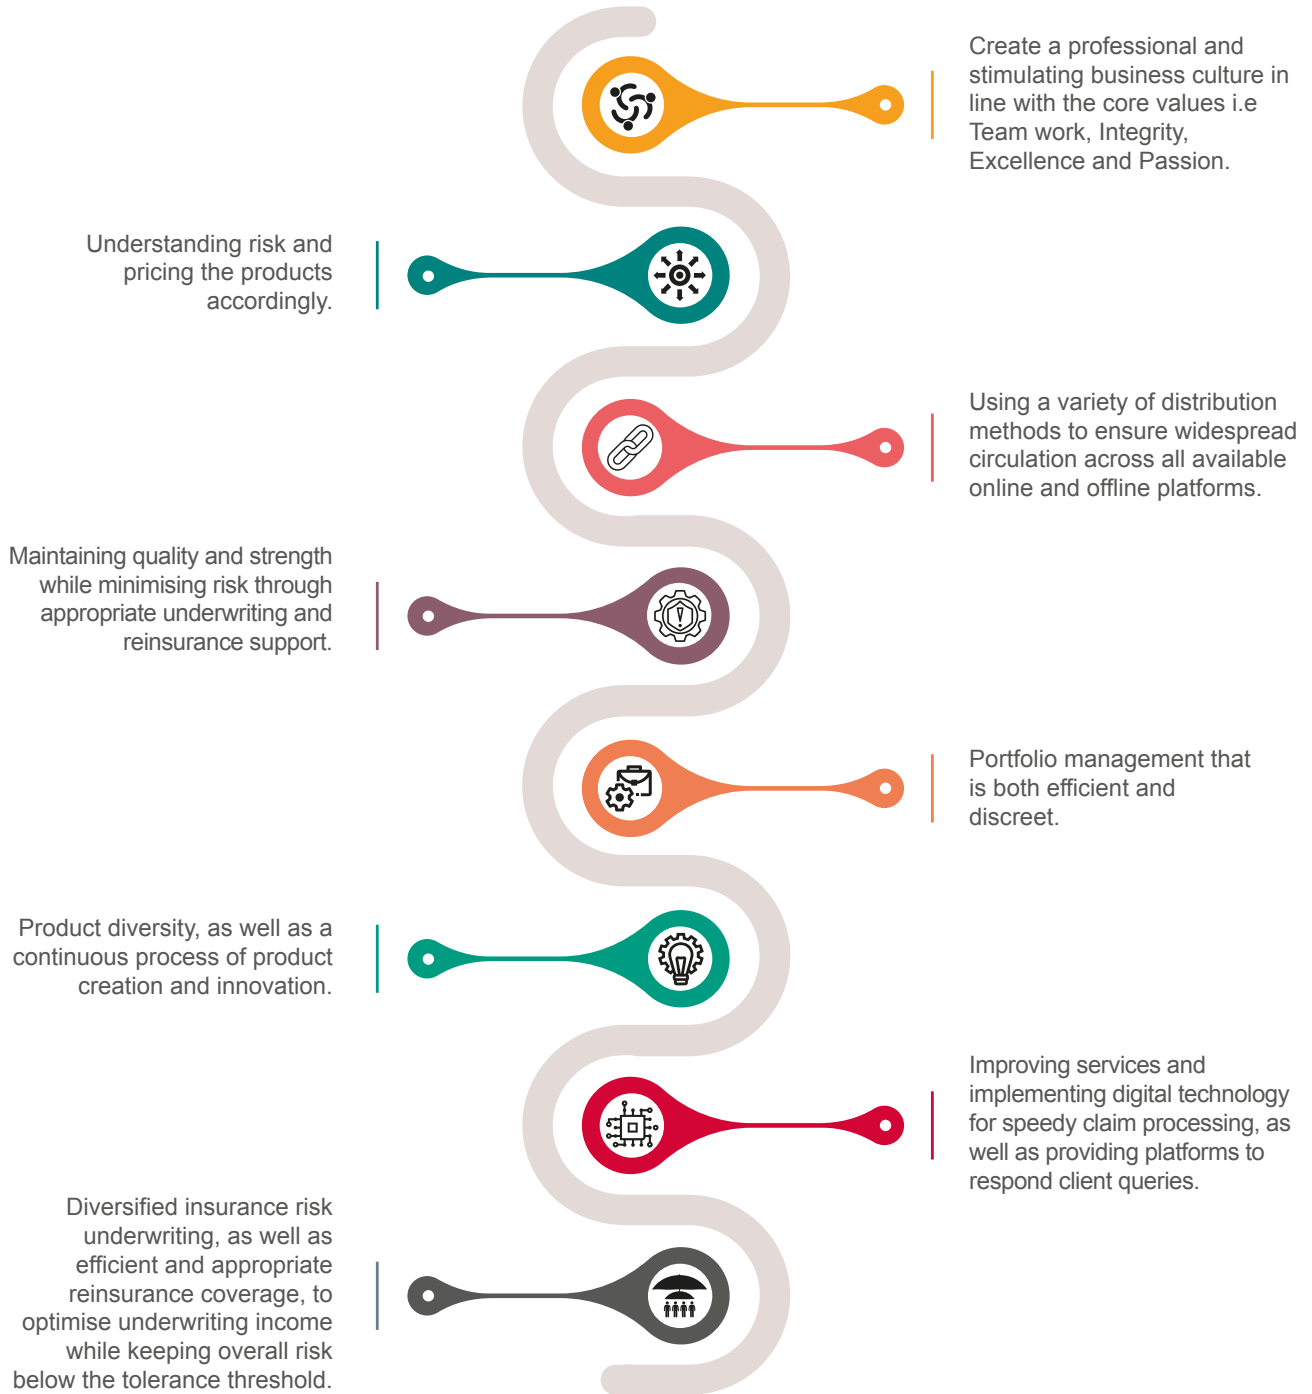 Create a professional and
stimulating business culture in
line with the core values i.e
Team work, Integrity,
Excellence and Passion.
Understanding risk and
pricing the products
accordingly.
Using a variety of distribution
methods to ensure widespread
circulation across all available
online and offline platforms.
Maintaining quality and strength
while minimising risk through
appropriate underwriting and
reinsurance support.
Portfolio management that
is both efficient and
discreet.
Product diversity, as well as a
continuous process of product
creation and innovation.
Improving services and
implementing digital technology
for speedy claim processing, as
well as providing platforms to
respond client queries.
Diversified insurance risk
underwriting, as well as
efficient and appropriate
reinsurance coverage, to
optimise underwriting income
while keeping overall risk
below the tolerance threshold.